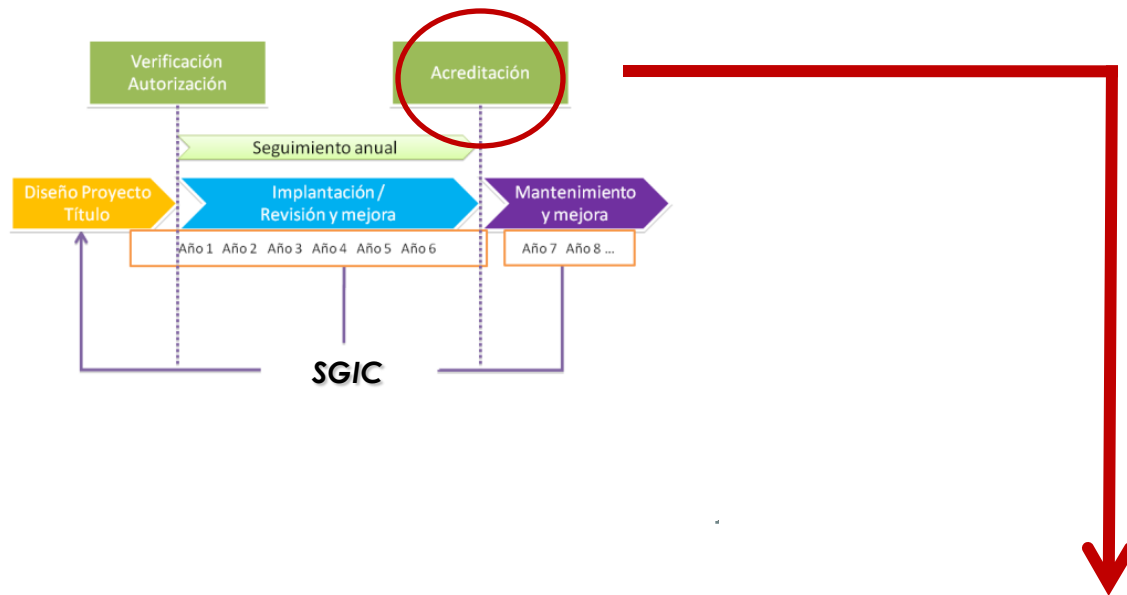 Verificación
Autorización
Acreditación
Seguimiento anual
Diseño Proyecto
Título
Implantación /
Revisión y mejora
Mantenimiento
y mejora
Año 1 Año 2 Año 3 Año 4 Año 5 Año 6
Año 7 Año 8 ...
SGIC